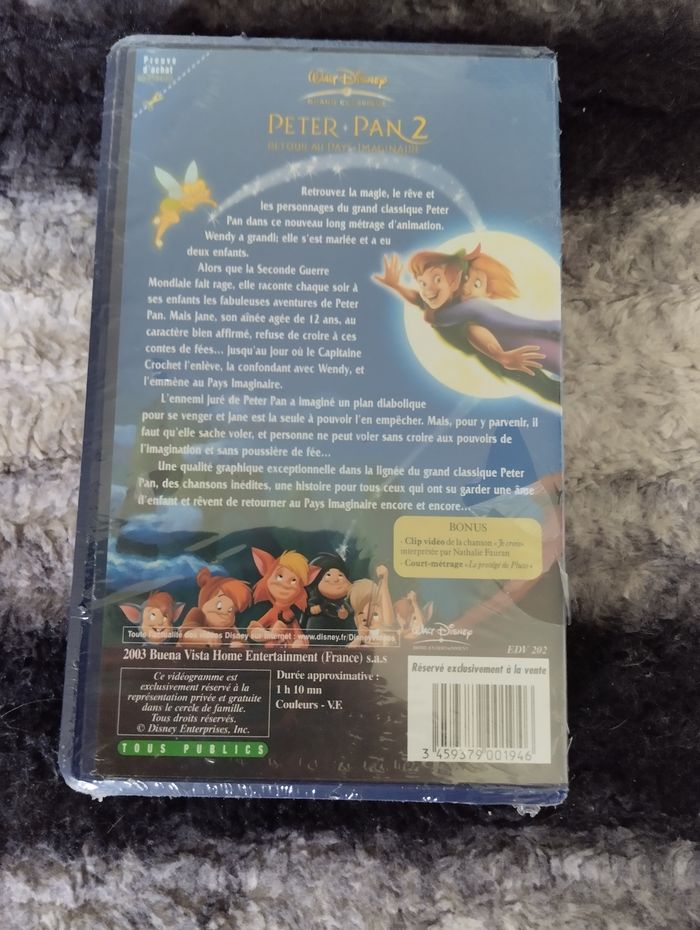 Preuve
d'achat
Walt Disney
GRAND CLASSIQUE
PETER PAN 2
RETOUR AU PAYS IMAGINAIRE
Retrouvez la magie, le rêve et
les personnages du grand classique Peter
Pan dans ce nouveau long métrage d'animation.
Wendy a grandi; elle s'est mariée et a eu
deux enfants.
Alors que la Seconde Guerre
Mondiale fait rage, elle raconte chaque soir à
ses enfants les fabuleuses aventures de Peter
Pan. Mais Jane, son aînée agée de 12 ans, au
caractère bien affirmé, refuse de croire à ces
contes de fées... Jusqu'au jour où le Capitaine
Crochet l'enlève, la confondant avec Wendy, et
l'emmène au Pays Imaginaire.
L'ennemi juré de Peter Pan a imaginé un plan diabolique
pour se venger et Jane est la seule à pouvoir l'en empêcher. Mais, pour y parvenir, il
faut qu'elle sache voler, et personne ne peut voler sans croire aux pouvoirs de
l'imagination et sans poussière de fée...
Une qualité graphique exceptionnelle dans la lignée du grand classique Peter
Pan, des chansons inédites, une histoire pour tous ceux qui ont su garder une âme
d'enfant et rêvent de retourner au Pays Imaginaire encore et encore...
BONUS
- Clip video de la chanson «Je crois»
interprétée par Nathalie Fauran
- Court-métrage «Le protégé de Pluto»
Toute l'actualité des vidéos Disney sur Internet : www.disney.fr/DisneyVideos
Walt Disney
HOME ENTERTAINMENT
EDV 202
2003 Buena Vista Home Entertainment (France) s.a.s
Ce vidéogramme est
exclusivement réservé à la
représentation privée et gratuite
dans le cercle de famille.
Tous droits réservés.
© Disney Enterprises, Inc.
Durée approximative :
1 h 10 mn
Couleurs - V.F.
TOUS PUBLICS
Réservé exclusivement à la vente
3 459379 001946